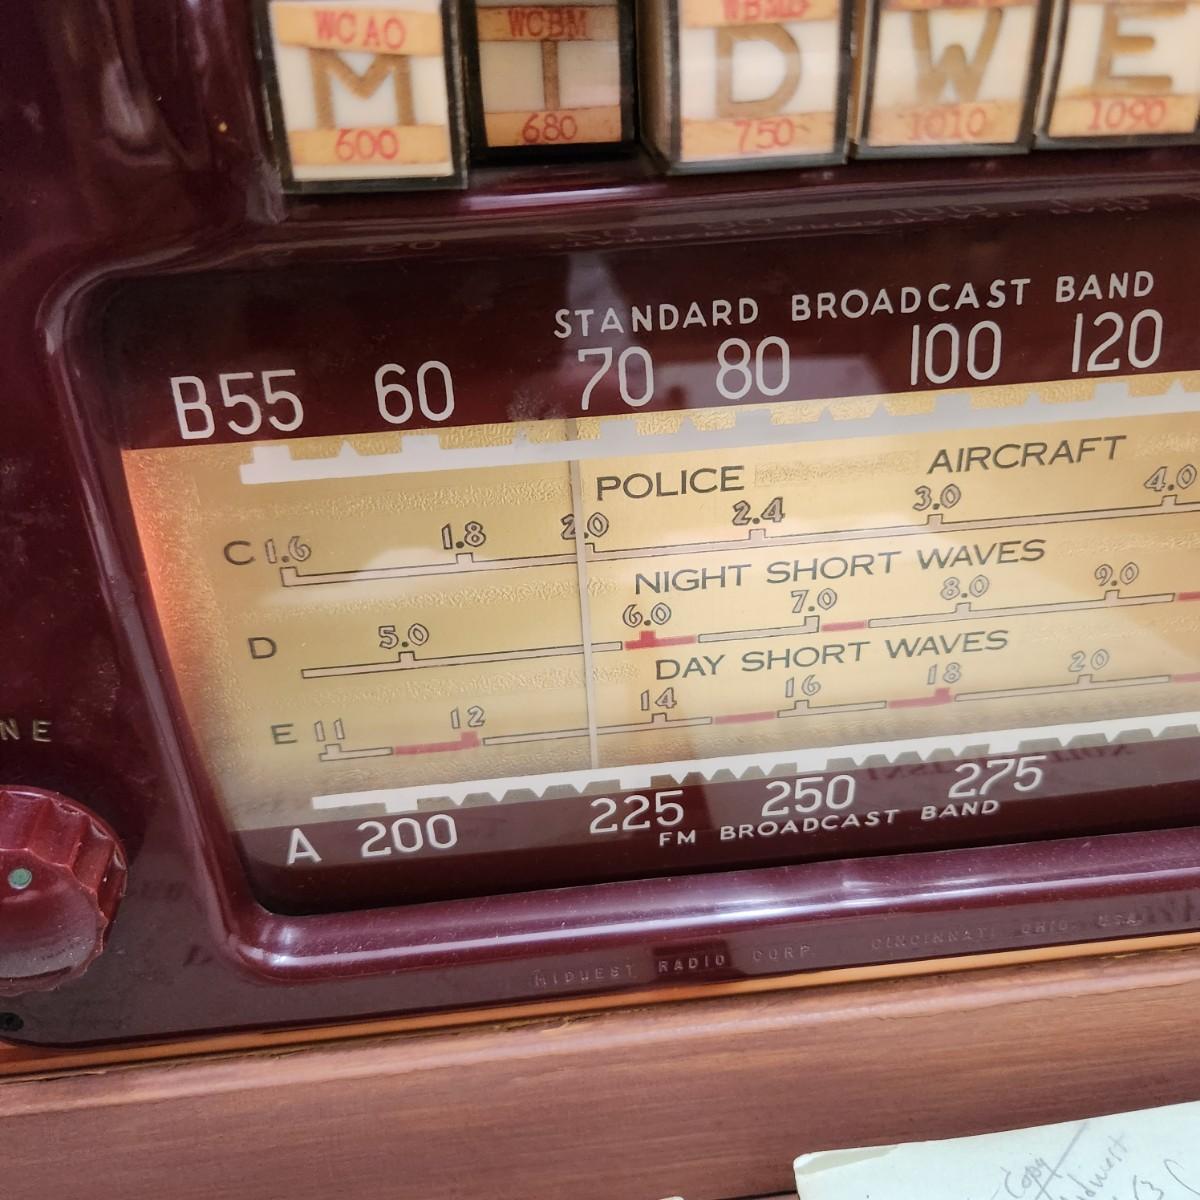 WCAO WCBM
M I D W E
600 680 750 1010 1090
STANDARD BROADCAST BAND
B55 60 70 80 100 120
POLICE AIRCRAFT
C 1.6 1.8 2.0 2.4 3.0 4.0
NIGHT SHORT WAVES
D 5.0 6.0 7.0 8.0 9.0
DAY SHORT WAVES
E 11 12 14 16 18 20
A 200 225 250 275
FM BROADCAST BAND
NE
MIDWEST RADIO CORP. CINCINNATI OHIO. USA
Copy